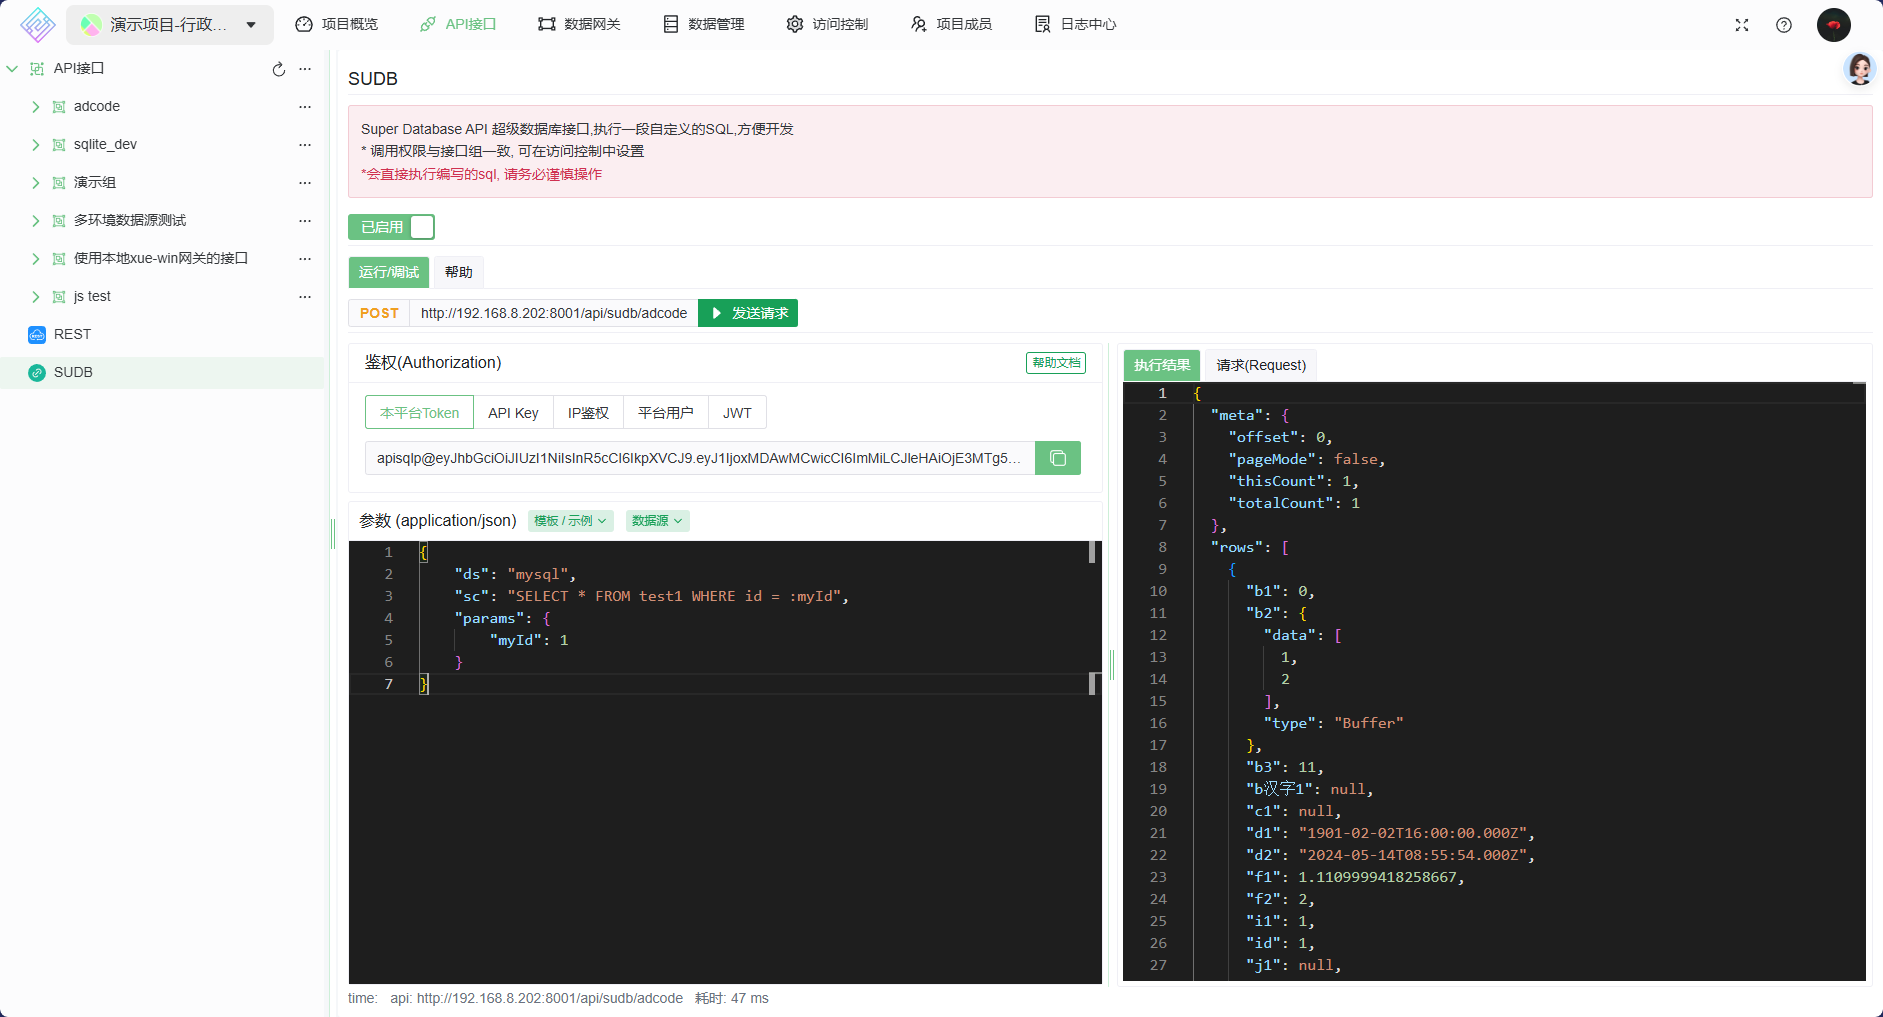 演示项目-行政...
项目概览
API接口
数据网关
数据管理
访问控制
项目成员
日志中心
API接口
adcode
sqlite_dev
演示组
多环境数据源测试
使用本地xue-win网关的接口
js test
REST
SUDB
SUDB
Super Database API 超级数据库接口,执行一段自定义的SQL,方便开发
* 调用权限与接口组一致, 可在访问控制中设置
*会直接执行编写的sql, 请务必谨慎操作
已启用
运行/调试
帮助
POST
http://192.168.8.202:8001/api/sudb/adcode
发送请求
鉴权(Authorization)
帮助文档
本平台Token
API Key
IP鉴权
平台用户
JWT
apisqlp@eyJhbGciOiJIUzI1NiIsInR5cCI6IkpXVCJ9.eyJ1IjoxMDAwMCwicCI6ImMiLCJleHAiOjE3MTg5...
参数 (application/json)
模板 / 示例
数据源
1 {
2 "ds": "mysql",
3 "sc": "SELECT * FROM test1 WHERE id = :myId",
4 "params": {
5 "myId": 1
6 }
7 }
执行结果
请求(Request)
1 {
2 "meta": {
3 "offset": 0,
4 "pageMode": false,
5 "thisCount": 1,
6 "totalCount": 1
7 },
8 "rows": [
9 {
10 "b1": 0,
11 "b2": {
12 "data": [
13 1,
14 2
15 ],
16 "type": "Buffer"
17 },
18 "b3": 11,
19 "b汉字1": null,
20 "c1": null,
21 "d1": "1901-02-02T16:00:00.000Z",
22 "d2": "2024-05-14T08:55:54.000Z",
23 "f1": 1.1109999418258667,
24 "f2": 2,
25 "i1": 1,
26 "id": 1,
27 "j1": null,
time: api: http://192.168.8.202:8001/api/sudb/adcode 耗时: 47 ms